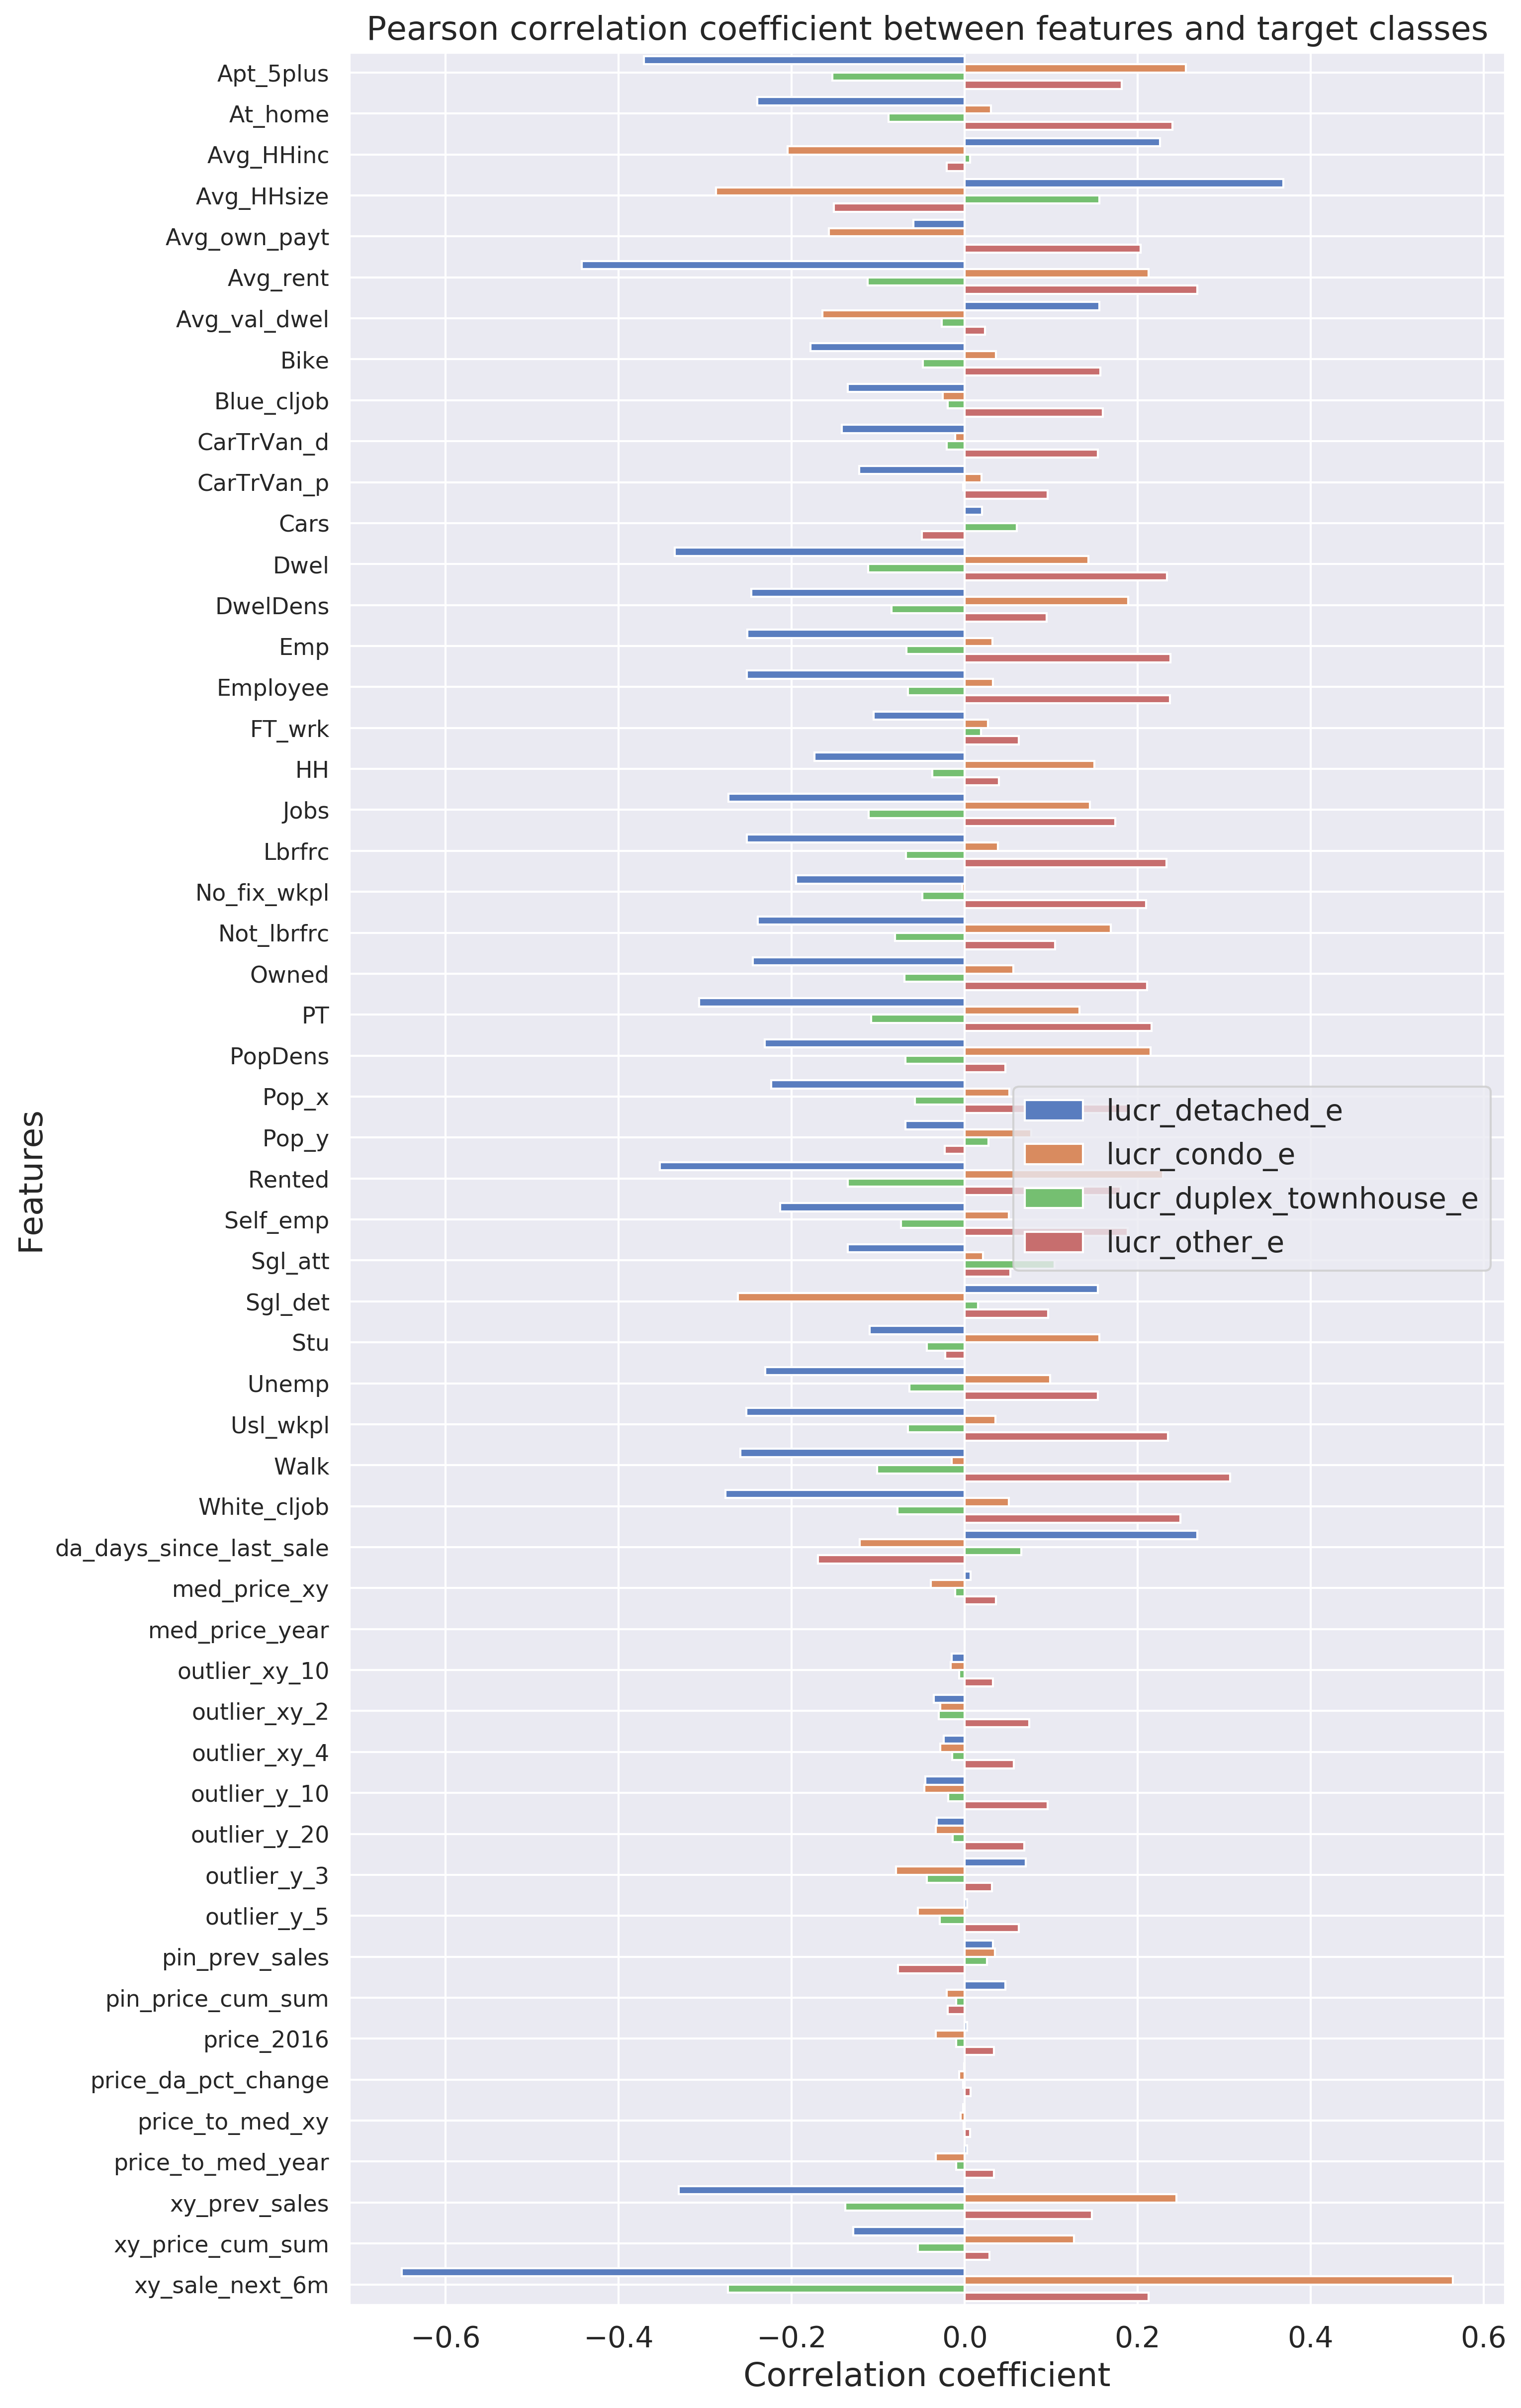 Pearson correlation coefficient between features and target classes
Apt_5plus
At_home
Avg_HHinc
Avg_HHsize
Avg_own_payt
Avg_rent
Avg_val_dwel
Bike
Blue_cljob
CarTrVan_d
CarTrVan_p
Cars
Dwel
DwelDens
Emp
Employee
FT_wrk
HH
Jobs
Lbrfrc
No_fix_wkpl
Not_lbrfrc
Owned
PT
PopDens
Pop_x
Pop_y
Rented
Self_emp
Sgl_att
Sgl_det
Stu
Unemp
Usl_wkpl
Walk
White_cljob
da_days_since_last_sale
med_price_xy
med_price_year
outlier_xy_10
outlier_xy_2
outlier_xy_4
outlier_y_10
outlier_y_20
outlier_y_3
outlier_y_5
pin_prev_sales
pin_price_cum_sum
price_2016
price_da_pct_change
price_to_med_xy
price_to_med_year
xy_prev_sales
xy_price_cum_sum
xy_sale_next_6m
Features
lucr_detached_e
lucr_condo_e
lucr_duplex_townhouse_e
lucr_other_e
−0.6 −0.4 −0.2 0.0 0.2 0.4 0.6
Correlation coefficient